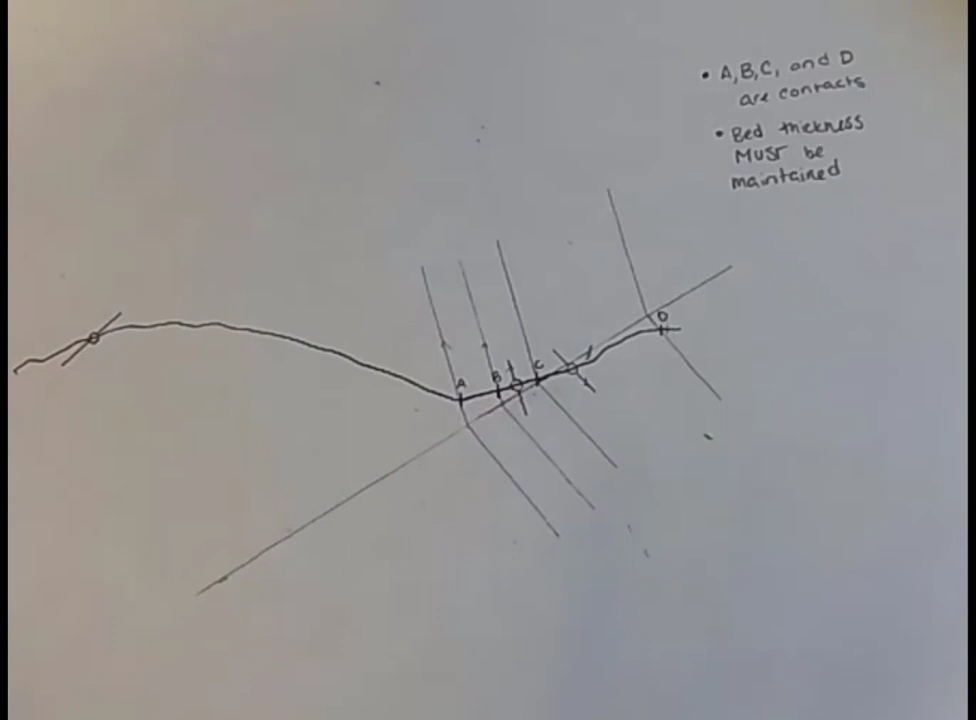 • A,B,C, and D
are contacts
• Bed thickness
MUST be
maintained
A
B
C
D